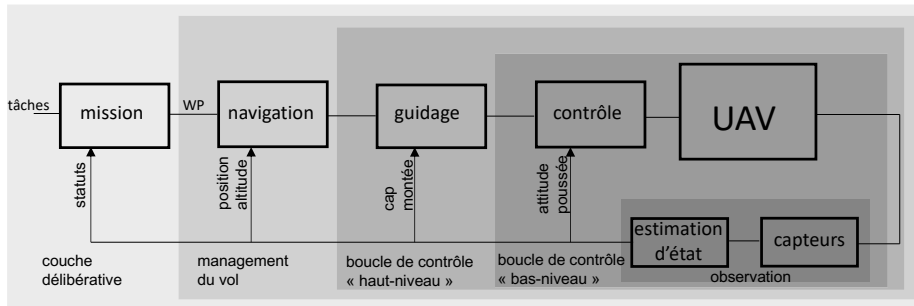 tâches
mission
WP
navigation
guidage
contrôle
UAV
statuts
position
altitude
cap
montée
attitude
poussée
estimation
d'état
capteurs
observation
couche
délibérative
management
du vol
boucle de contrôle
« haut-niveau »
boucle de contrôle
« bas-niveau »